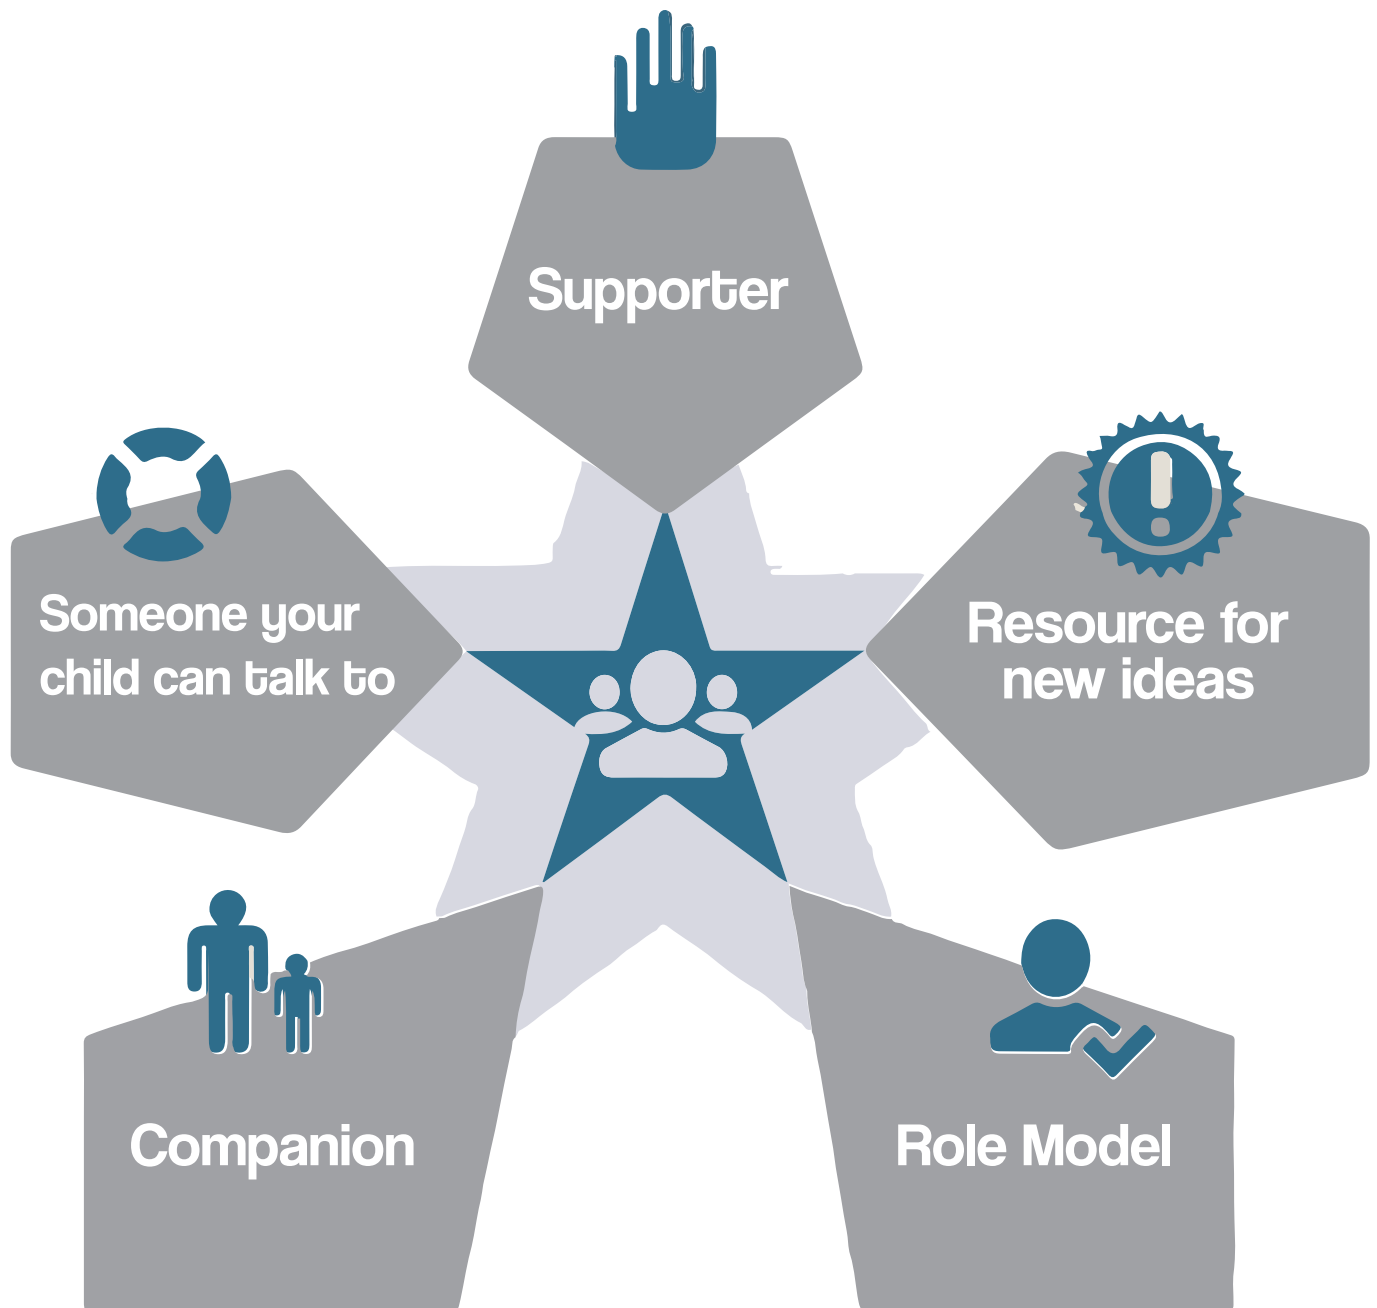 Supporter
Someone your
child can talk to
Resource for
new ideas
Companion
Role Model